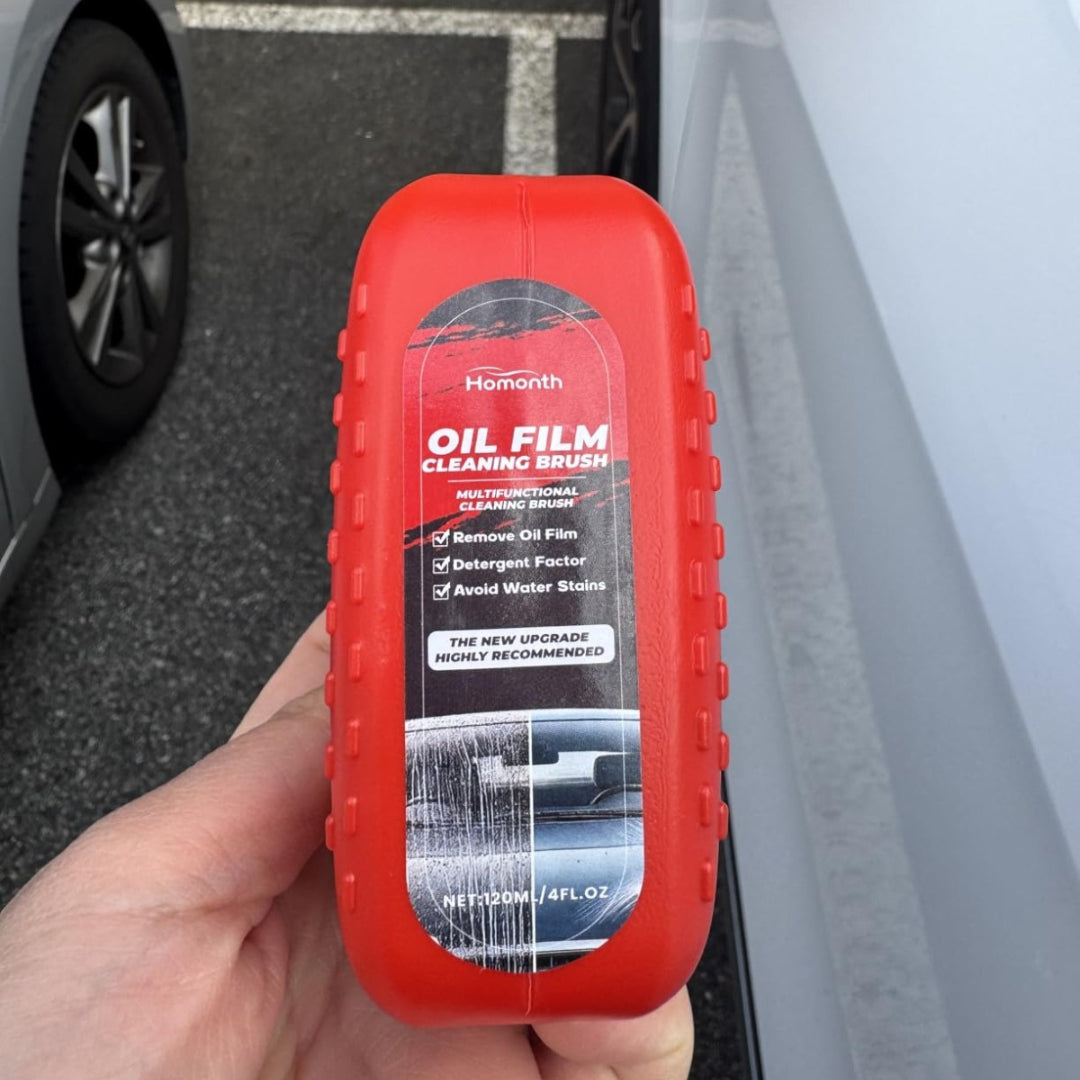 Homonth
OIL FILM
CLEANING BRUSH
MULTIFUNCTIONAL
CLEANING BRUSH
Remove Oil Film
Detergent Factor
Avoid Water Stains
THE NEW UPGRADE
HIGHLY RECOMMENDED
NET:120ML/4FL.OZ